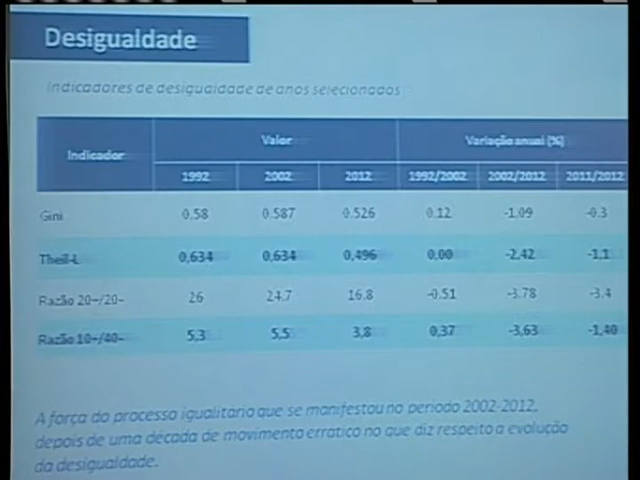 Desigualdade
Indicadores de desigualdade de anos selecionados
Indicador Valor Variação anual (%)
1992 2002 2012 1992/2002 2002/2012 2011/2012
Gini 0.58 0.587 0.526 0.12 -1.09 -0.3
Theil-L 0,634 0,634 0,496 0,00 -2,42 -1,1
Razão 20+/20- 26 24.7 16.8 -0.51 -3.78 -3.4
Razão 10+/40- 5,3 5,5 3,8 0,37 -3,63 -1,40
A força do processo igualitário que se manifestou no período 2002-2012,
depois de uma década de movimento errático no que diz respeito a evolução
da desigualdade.